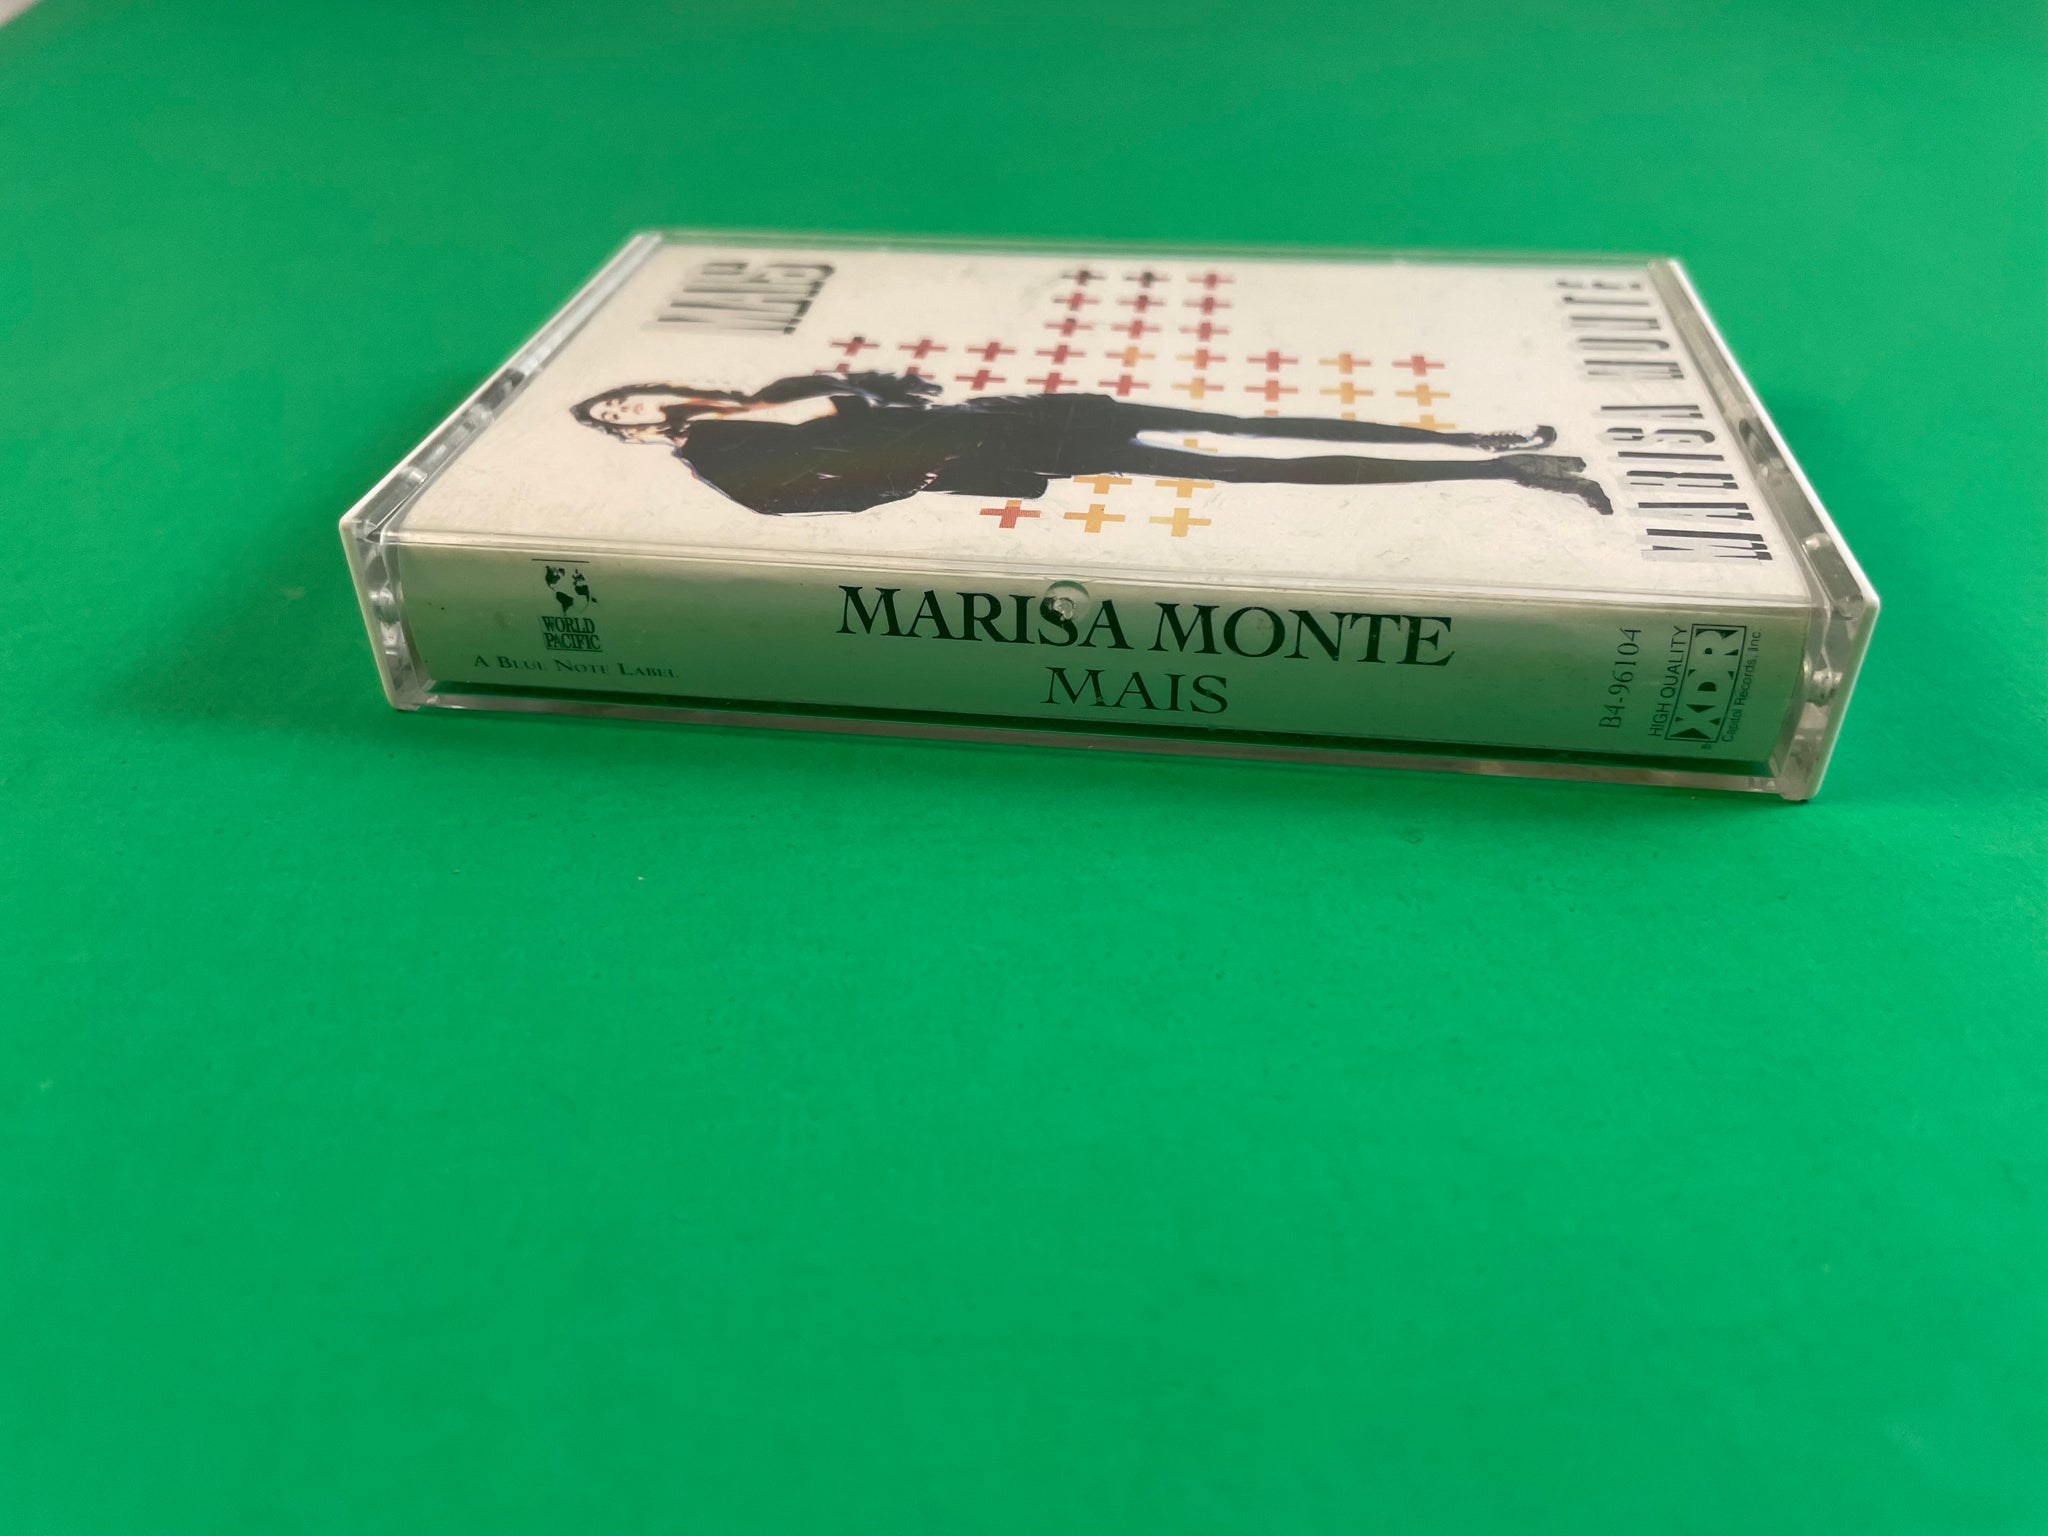 MAIS
MARISA MONTE
WORLD
PACIFIC
A BLUE NOTE LABEL
MARISA MONTE
MAIS
B4-96104
HIGH QUALITY
XDR
®
Capitol Records, Inc.